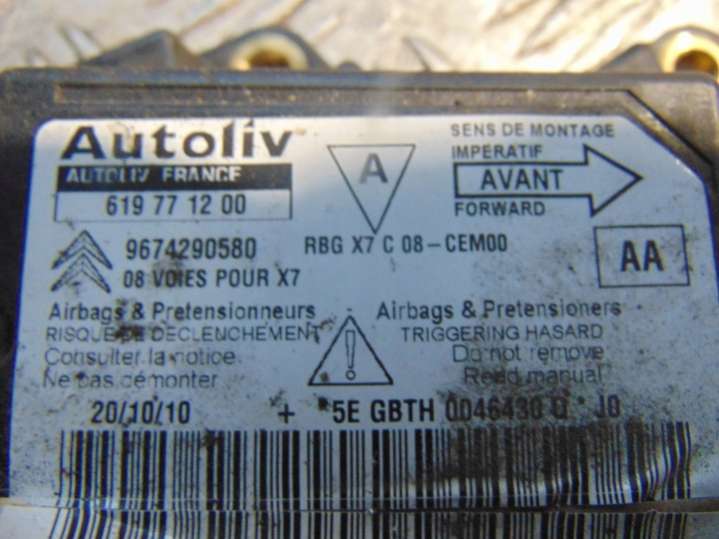 Autoliv
AUTOLIV FRANCE
619 77 12 00
A
SENS DE MONTAGE
IMPERATIF
AVANT
FORWARD
9674290580
RBG X7 C 08-CEM00
08 VOIES POUR X7
AA
Airbags & Pretensionneurs
RISQUE DE DECLENCHEMENT
Consulter la notice
Ne pas démonter
Airbags & Pretensioners
TRIGGERING HASARD
Do not remove
Read manual
20/10/10 + 5E GBTH 0046430 J0